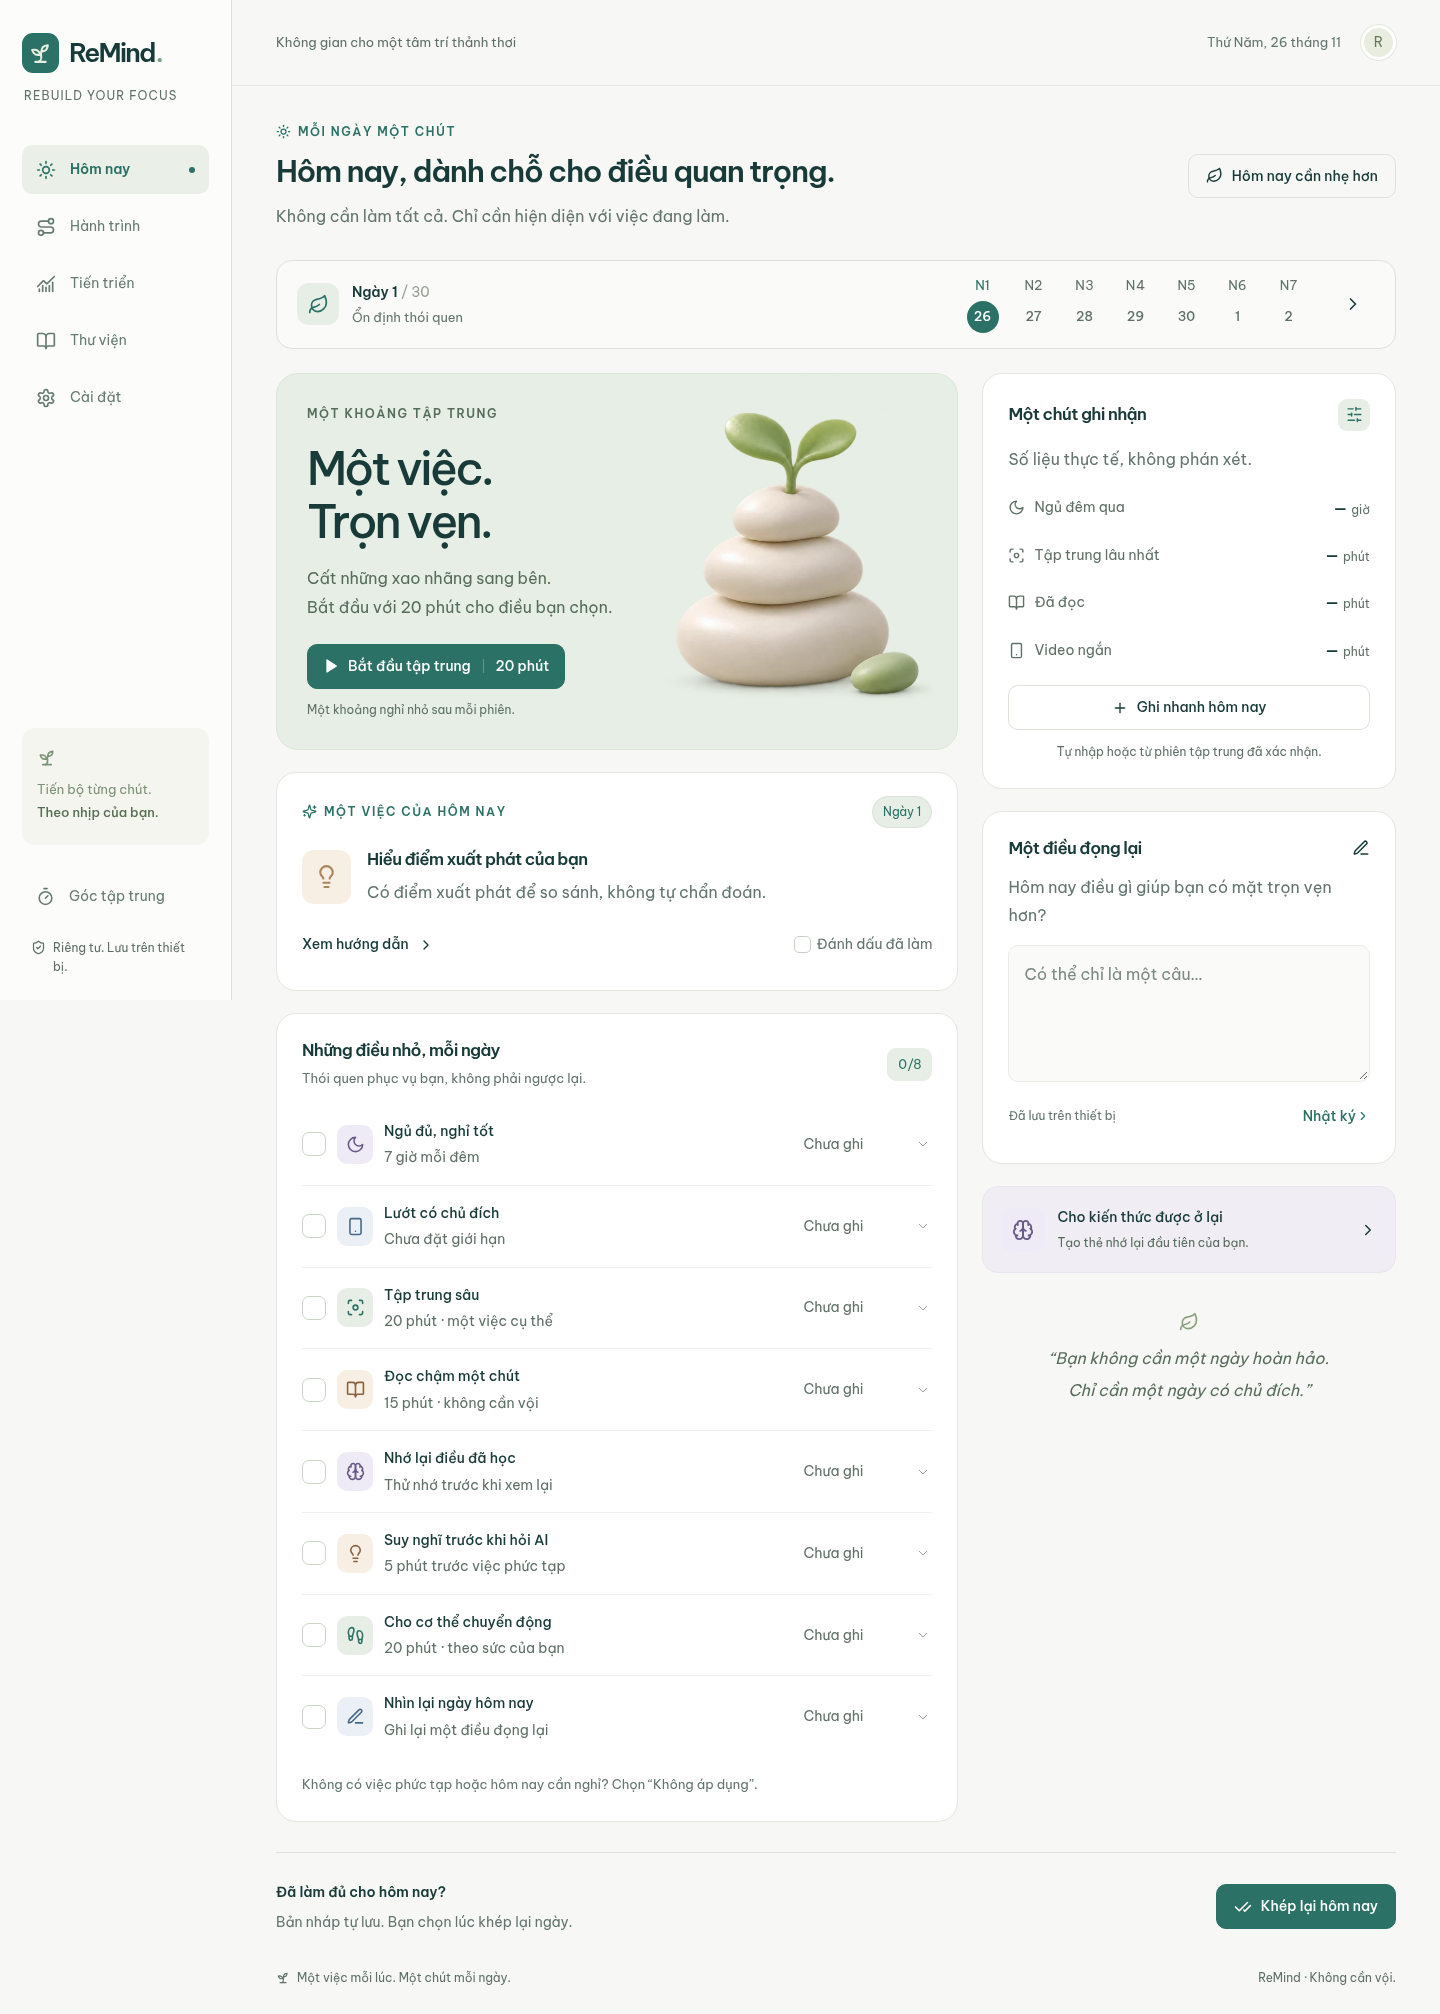 ReMind.
REBUILD YOUR FOCUS
Hôm nay
Hành trình
Tiến triển
Thư viện
Cài đặt
Tiến bộ từng chút.
Theo nhịp của bạn.
Góc tập trung
Riêng tư. Lưu trên thiết
bị.
Không gian cho một tâm trí thảnh thơi
Thứ Năm, 26 tháng 11
R
MỖI NGÀY MỘT CHÚT
Hôm nay, dành chỗ cho điều quan trọng.
Không cần làm tất cả. Chỉ cần hiện diện với việc đang làm.
Hôm nay cần nhẹ hơn
Ngày 1 / 30
Ổn định thói quen
N1 N2 N3 N4 N5 N6 N7
26 27 28 29 30 1 2
MỘT KHOẢNG TẬP TRUNG
Một việc.
Trọn vẹn.
Cất những xao nhãng sang bên.
Bắt đầu với 20 phút cho điều bạn chọn.
Bắt đầu tập trung 20 phút
Một khoảng nghỉ nhỏ sau mỗi phiên.
MỘT VIỆC CỦA HÔM NAY
Ngày 1
Hiểu điểm xuất phát của bạn
Có điểm xuất phát để so sánh, không tự chẩn đoán.
Xem hướng dẫn
Đánh dấu đã làm
Những điều nhỏ, mỗi ngày
Thói quen phục vụ bạn, không phải ngược lại.
0/8
Ngủ đủ, nghỉ tốt
7 giờ mỗi đêm
Chưa ghi
Lướt có chủ đích
Chưa đặt giới hạn
Chưa ghi
Tập trung sâu
20 phút · một việc cụ thể
Chưa ghi
Đọc chậm một chút
15 phút · không cần vội
Chưa ghi
Nhớ lại điều đã học
Thử nhớ trước khi xem lại
Chưa ghi
Suy nghĩ trước khi hỏi AI
5 phút trước việc phức tạp
Chưa ghi
Cho cơ thể chuyển động
20 phút · theo sức của bạn
Chưa ghi
Nhìn lại ngày hôm nay
Ghi lại một điều đọng lại
Chưa ghi
Không có việc phức tạp hoặc hôm nay cần nghỉ? Chọn “Không áp dụng”.
Một chút ghi nhận
Số liệu thực tế, không phán xét.
Ngủ đêm qua – giờ
Tập trung lâu nhất – phút
Đã đọc – phút
Video ngắn – phút
Ghi nhanh hôm nay
Tự nhập hoặc từ phiên tập trung đã xác nhận.
Một điều đọng lại
Hôm nay điều gì giúp bạn có mặt trọn vẹn
hơn?
Có thể chỉ là một câu…
Đã lưu trên thiết bị
Nhật ký
Cho kiến thức được ở lại
Tạo thẻ nhớ lại đầu tiên của bạn.
“Bạn không cần một ngày hoàn hảo.
Chỉ cần một ngày có chủ đích.”
Đã làm đủ cho hôm nay?
Bản nháp tự lưu. Bạn chọn lúc khép lại ngày.
Khép lại hôm nay
Một việc mỗi lúc. Một chút mỗi ngày.
ReMind · Không cần vội.